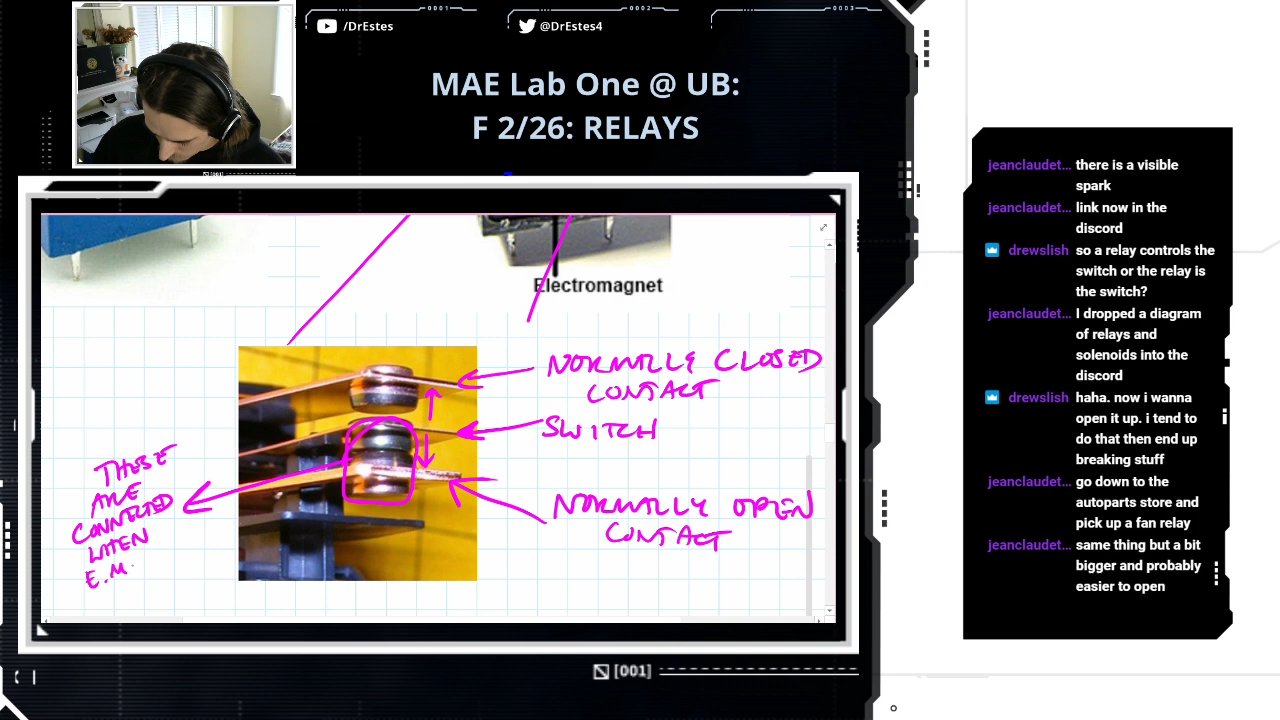 0001
0002
0003
/DrEstes
@DrEstes4
MAE Lab One @ UB:
F 2/26: RELAYS
[001]
Electromagnet
NORMALLY CLOSED
CONTACT
SWITCH
NORMALLY OPEN
CONTACT
THESE
ARE
CONNECTED
WHEN
E.M.
[001]
jeanclaudet... there is a visible
spark
jeanclaudet... link now in the
discord
drewslish so a relay controls the
switch or the relay is
the switch?
jeanclaudet... I dropped a diagram
of relays and
solenoids into the
discord
drewslish haha. now i wanna
open it up. i tend to
do that then end up
breaking stuff
jeanclaudet... go down to the
autoparts store and
pick up a fan relay
jeanclaudet... same thing but a bit
bigger and probably
easier to open